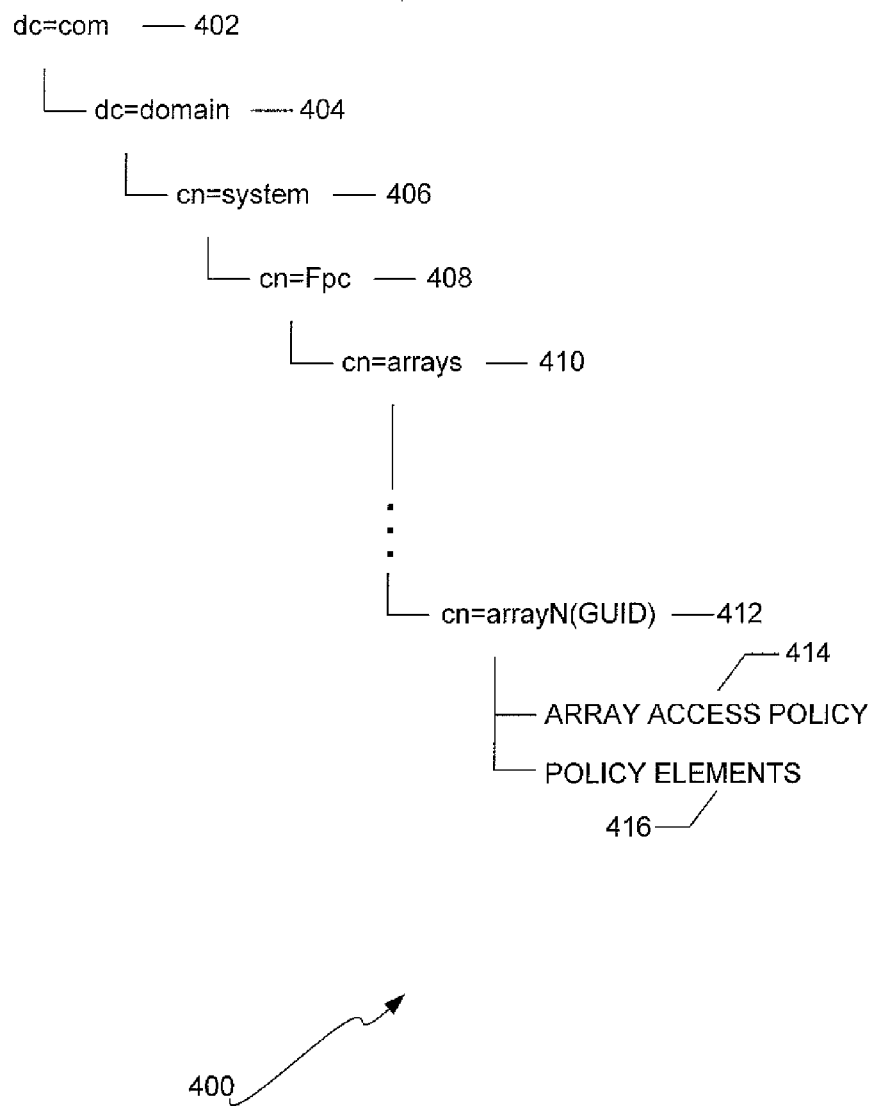 dc=com 402
dc=domain 404
cn=system 406
cn=Fpc 408
cn=arrays 410
cn=arrayN(GUID) 412
414
ARRAY ACCESS POLICY
POLICY ELEMENTS
416
400